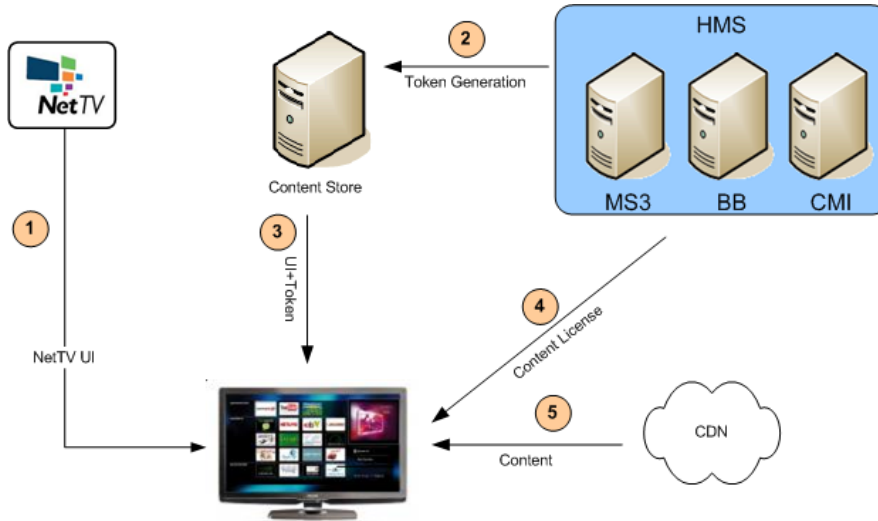 HMS
2
Token Generation
NetTV
Content Store
MS3
BB
CMI
1
3
UI+Token
4
Content License
NetTV UI
5
CDN
Content